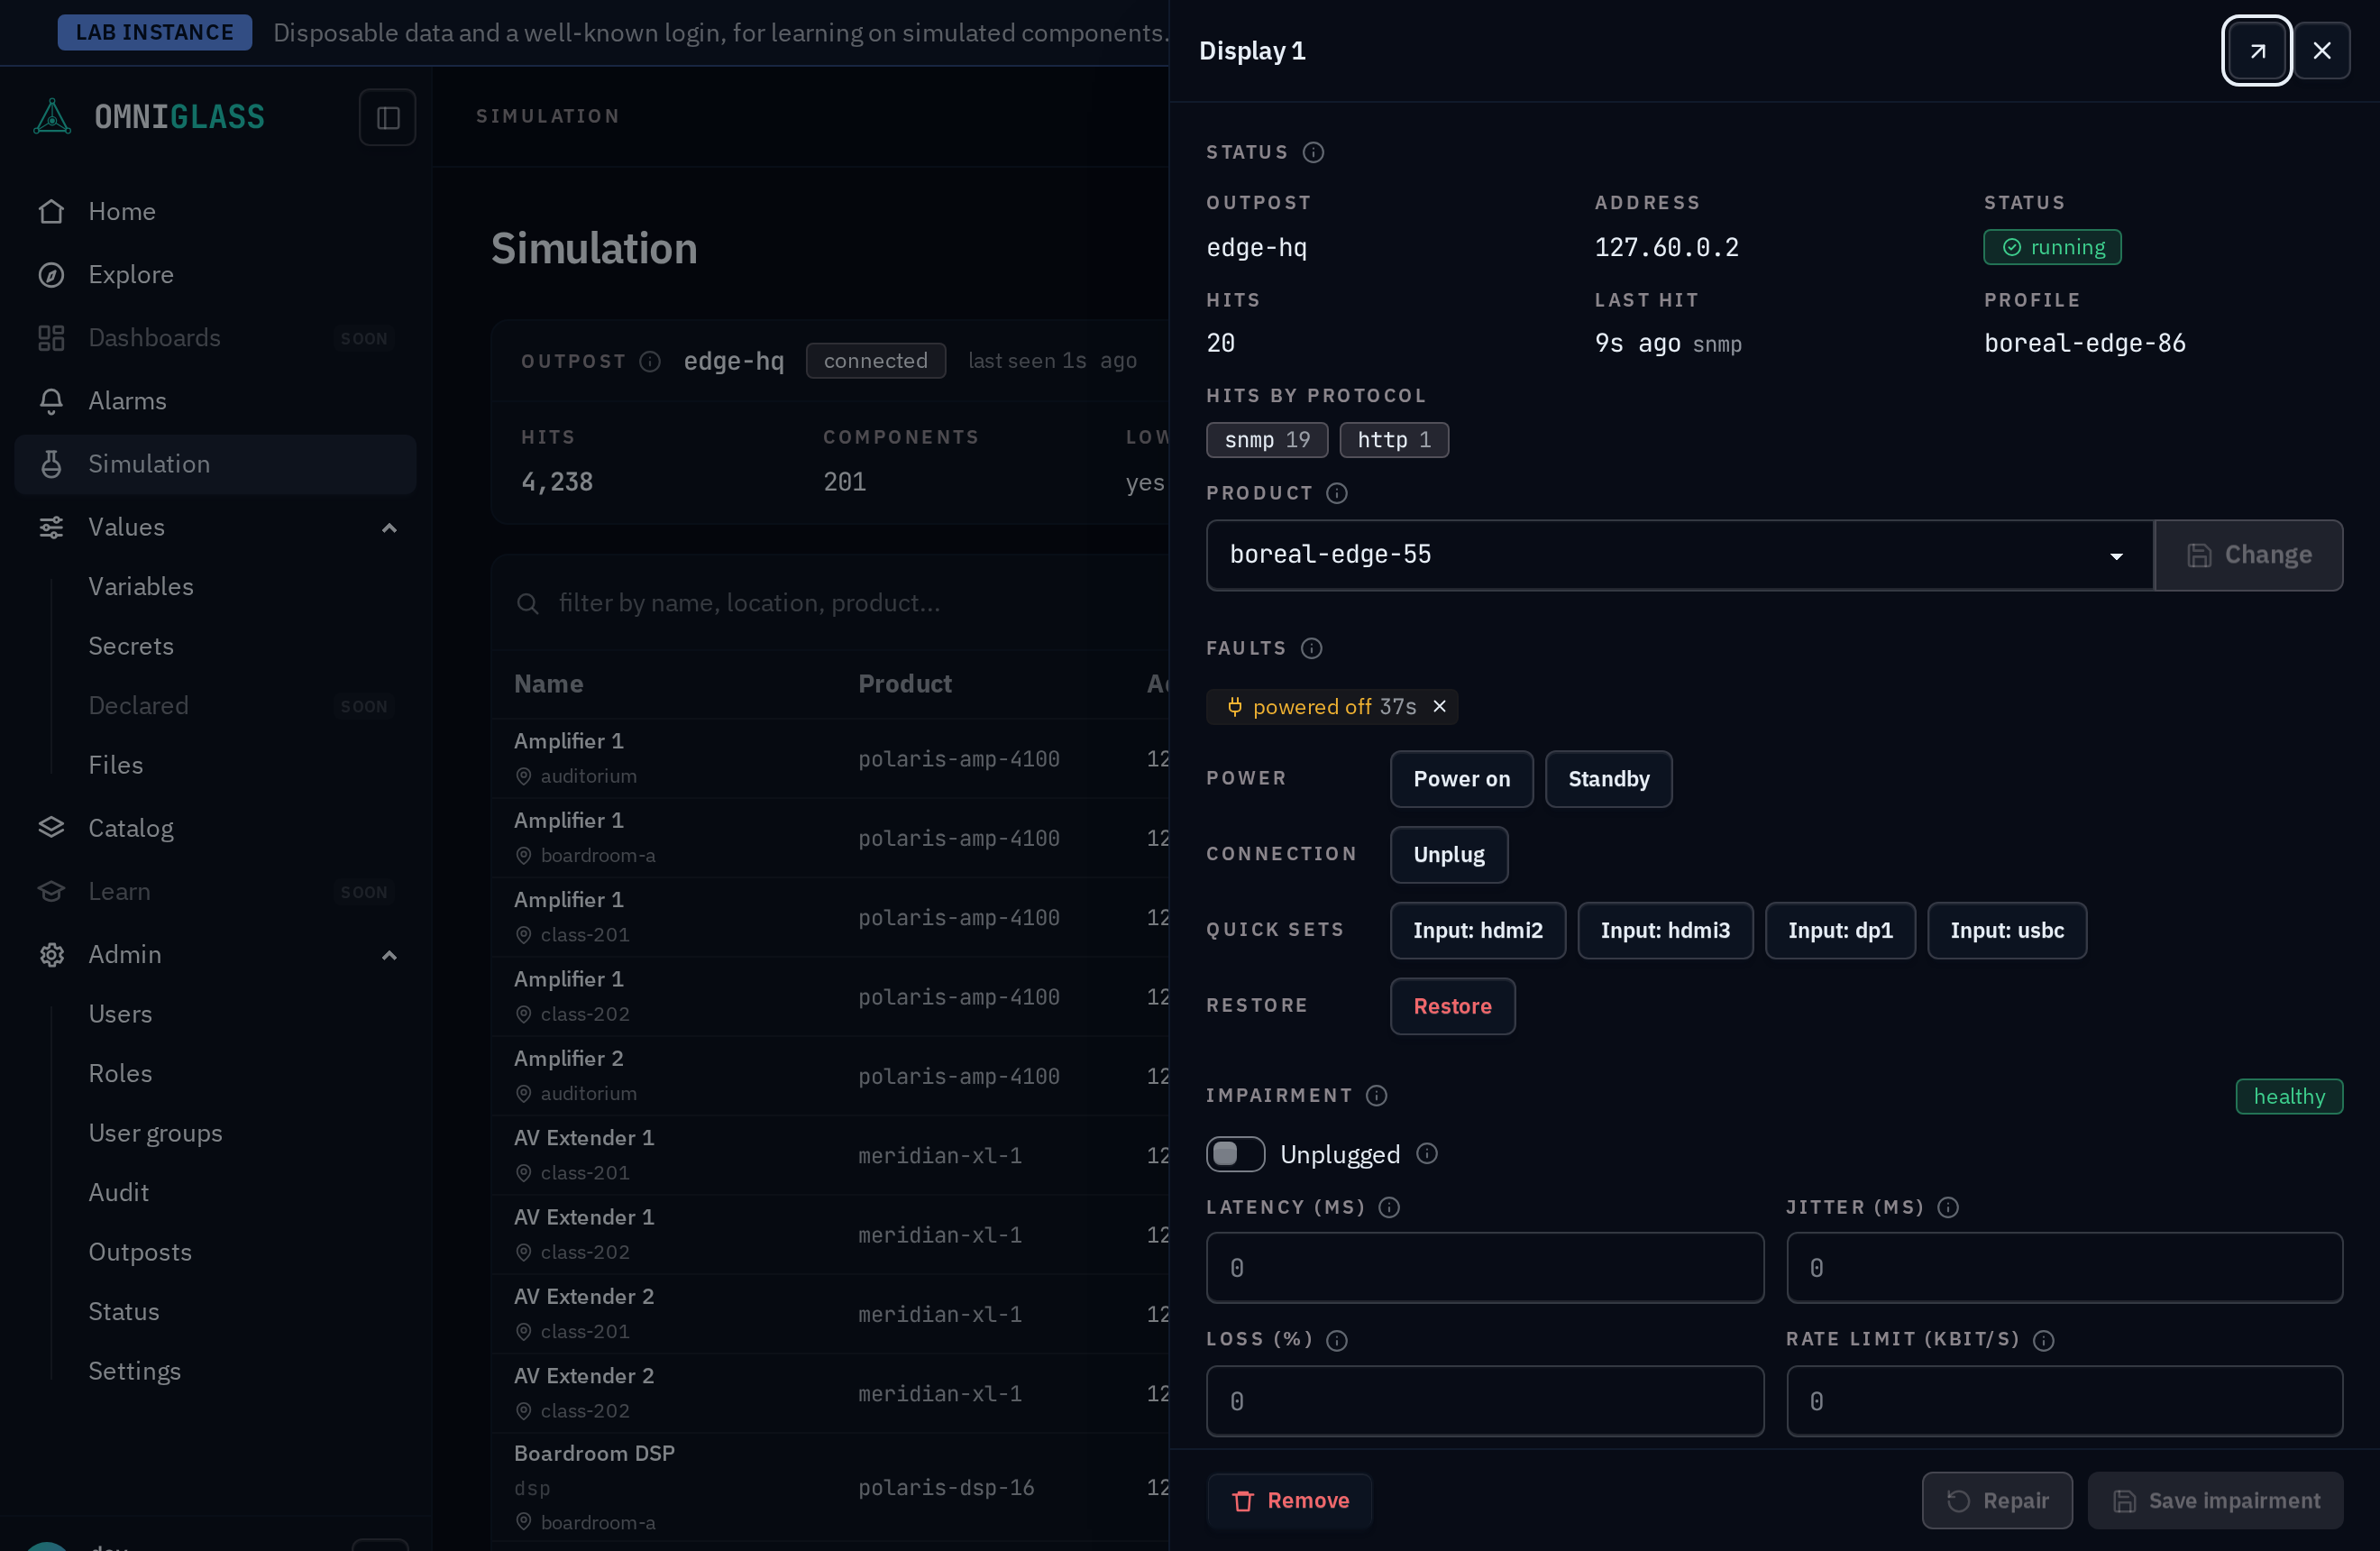 LAB INSTANCE Disposable data and a well-known login, for learning on simulated components.
OMNIGLASS
Home
Explore
Dashboards SOON
Alarms
Simulation
Values
Variables
Secrets
Declared SOON
Files
Catalog
Learn SOON
Admin
Users
Roles
User groups
Audit
Outposts
Status
Settings
SIMULATION
Simulation
OUTPOST edge-hq connected last seen 1s ago
HITS COMPONENTS
4,238 201 yes
filter by name, location, product...
Name Product
Amplifier 1
auditorium
polaris-amp-4100 12
Amplifier 1
boardroom-a
polaris-amp-4100 12
Amplifier 1
class-201
polaris-amp-4100 12
Amplifier 1
class-202
polaris-amp-4100 12
Amplifier 2
auditorium
polaris-amp-4100 12
AV Extender 1
class-201
meridian-xl-1 12
AV Extender 1
class-202
meridian-xl-1 12
AV Extender 2
class-201
meridian-xl-1 12
AV Extender 2
class-202
meridian-xl-1 12
Boardroom DSP
dsp
boardroom-a
polaris-dsp-16 12
Display 1
STATUS
OUTPOST ADDRESS STATUS
edge-hq 127.60.0.2 running
HITS LAST HIT PROFILE
20 9s ago snmp boreal-edge-86
HITS BY PROTOCOL
snmp 19 http 1
PRODUCT
boreal-edge-55 Change
FAULTS
powered off 37s
POWER Power on Standby
CONNECTION Unplug
QUICK SETS Input: hdmi2 Input: hdmi3 Input: dp1 Input: usbc
RESTORE Restore
IMPAIRMENT healthy
Unplugged
LATENCY (MS) JITTER (MS)
0 0
LOSS (%) RATE LIMIT (KBIT/S)
0 0
Remove Repair Save impairment